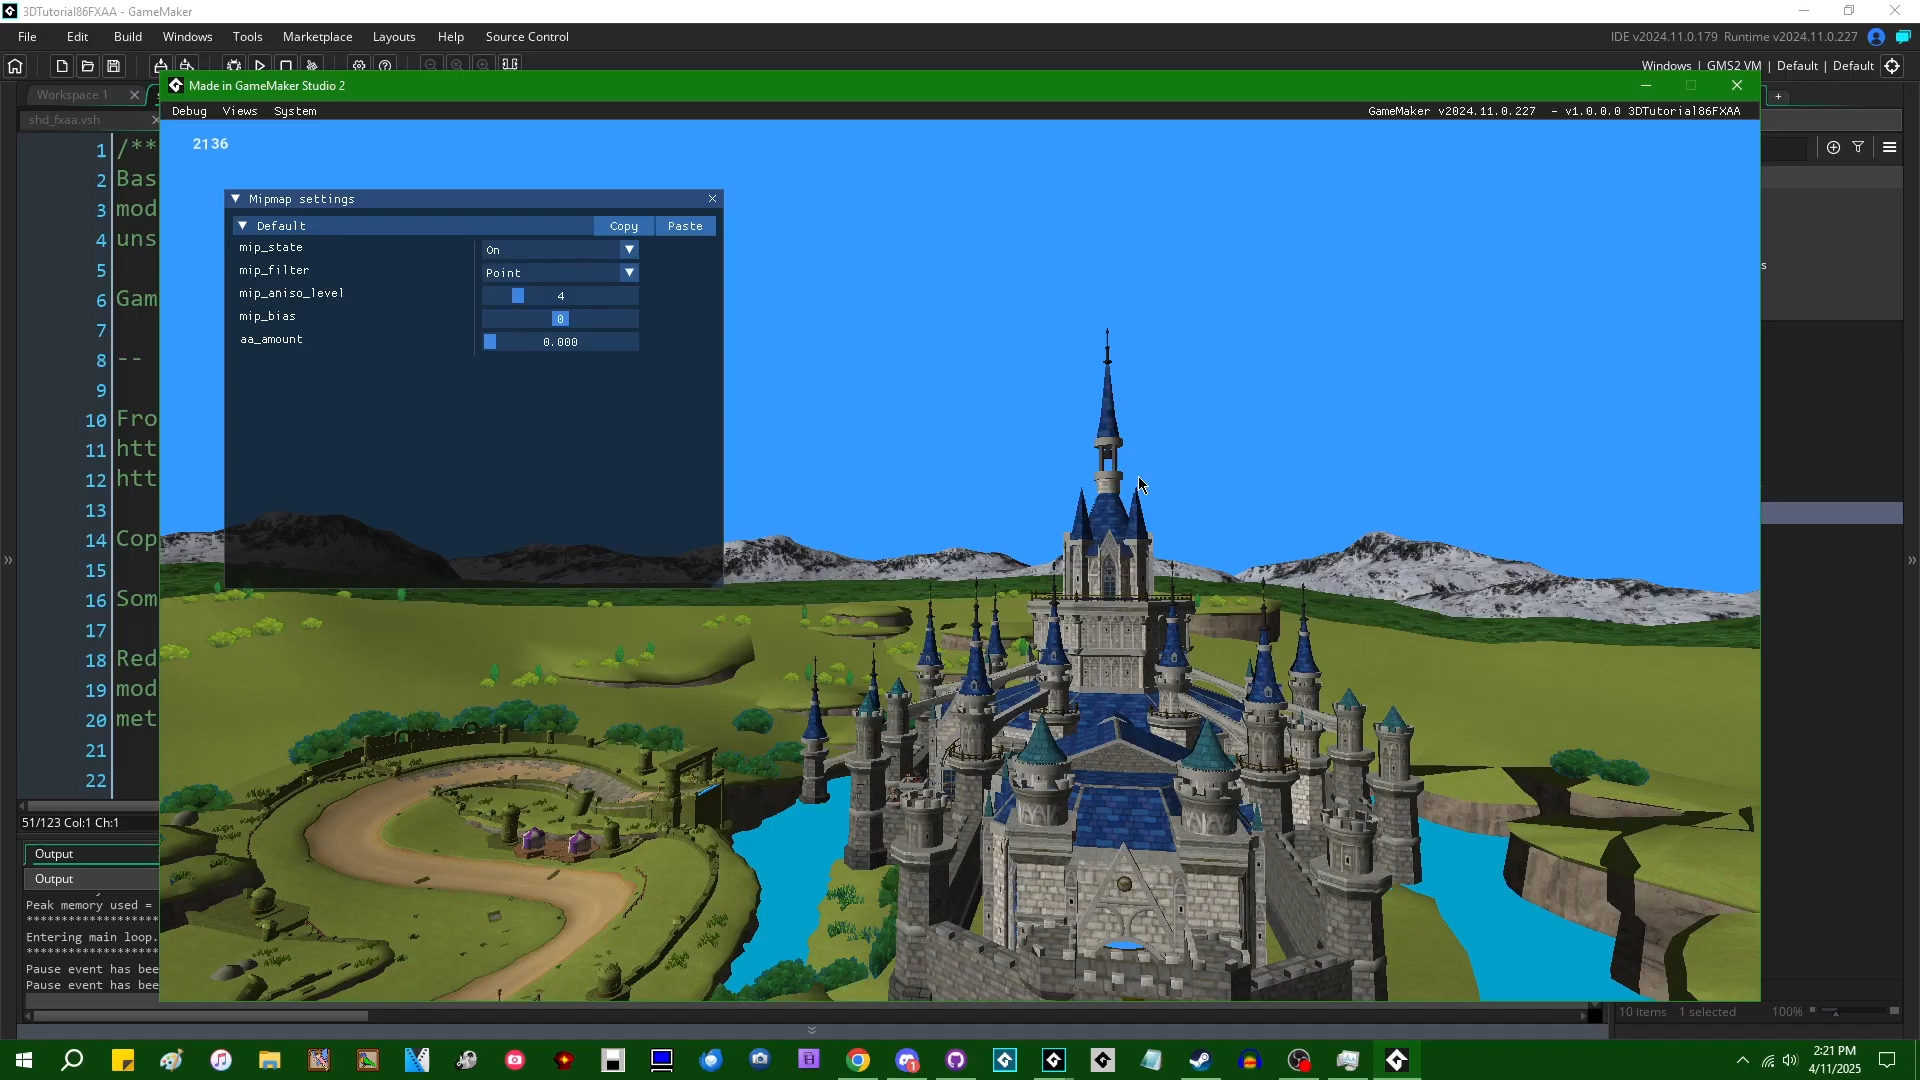 3DTutorial86FXAA - GameMaker
File Edit Build Windows Tools Marketplace Layouts Help Source Control
IDE v2024.11.0.179 Runtime v2024.11.0.227
Windows | GMS2 VM | Default | Default
Workspace 1
shd_fxaa.vsh
Made in GameMaker Studio 2
Debug Views System
GameMaker v2024.11.0.227 - v1.0.0.0 3DTutorial86FXAA
2136
Mipmap settings
Default Copy Paste
mip_state On
mip_filter Point
mip_aniso_level 4
mip_bias 0
aa_amount 0.000
1 /**
2 Bas
3 mod
4 uns
5
6 Gam
7
8 --
9
10 Fro
11 htt
12 htt
13
14 Cop
15
16 Som
17
18 Red
19 mod
20 met
21
22
s
51/123 Col:1 Ch:1
Output
Output
Peak memory used =
*******************
Entering main loop.
*******************
Pause event has bee
Pause event has bee
10 items 1 selected 100%
1
2:21 PM
4/11/2025